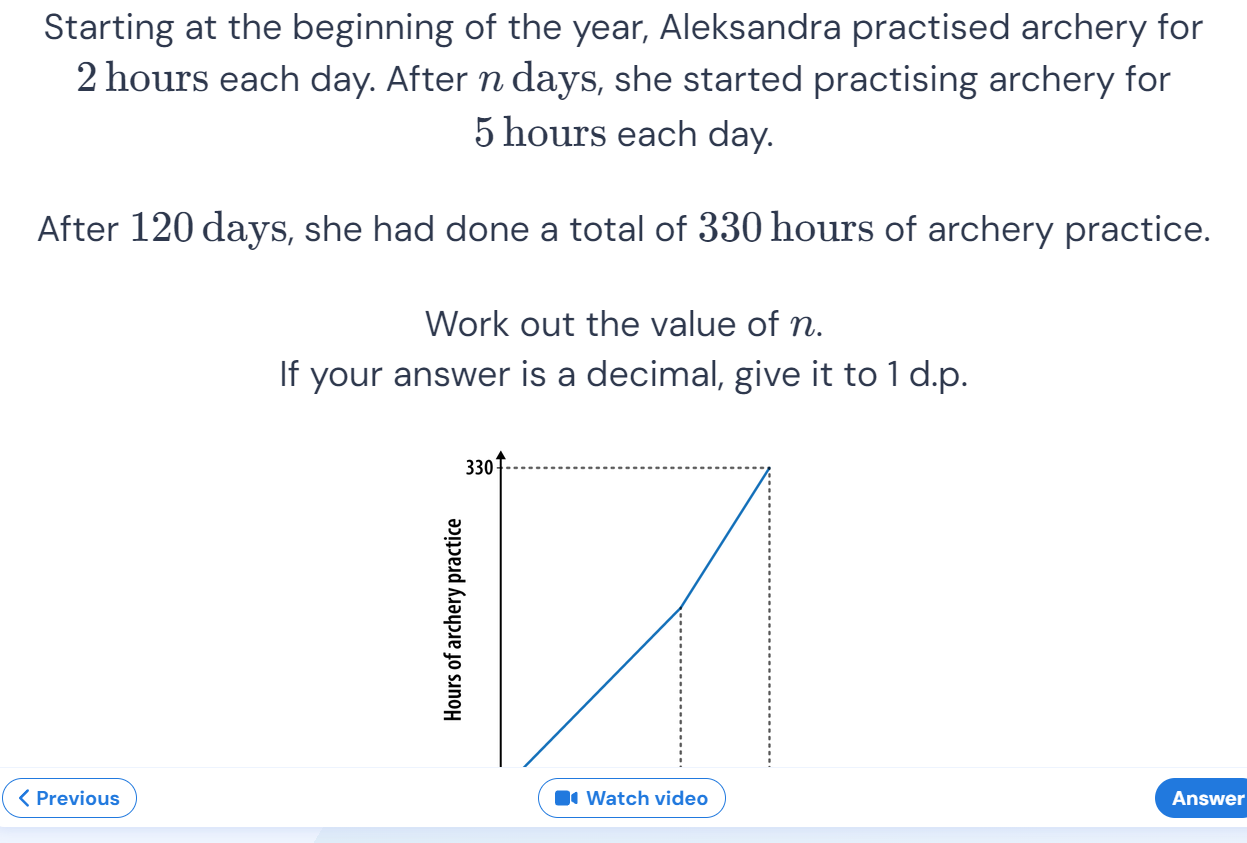 Starting at the beginning of the year, Aleksandra practised archery for
2 hours each day. After n days, she started practising archery for
5 hours each day.
After 120 days, she had done a total of 330 hours of archery practice.
Work out the value of n.
If your answer is a decimal, give it to 1 d.p.
330
Hours of archery practice
Previous
Watch video
Answer